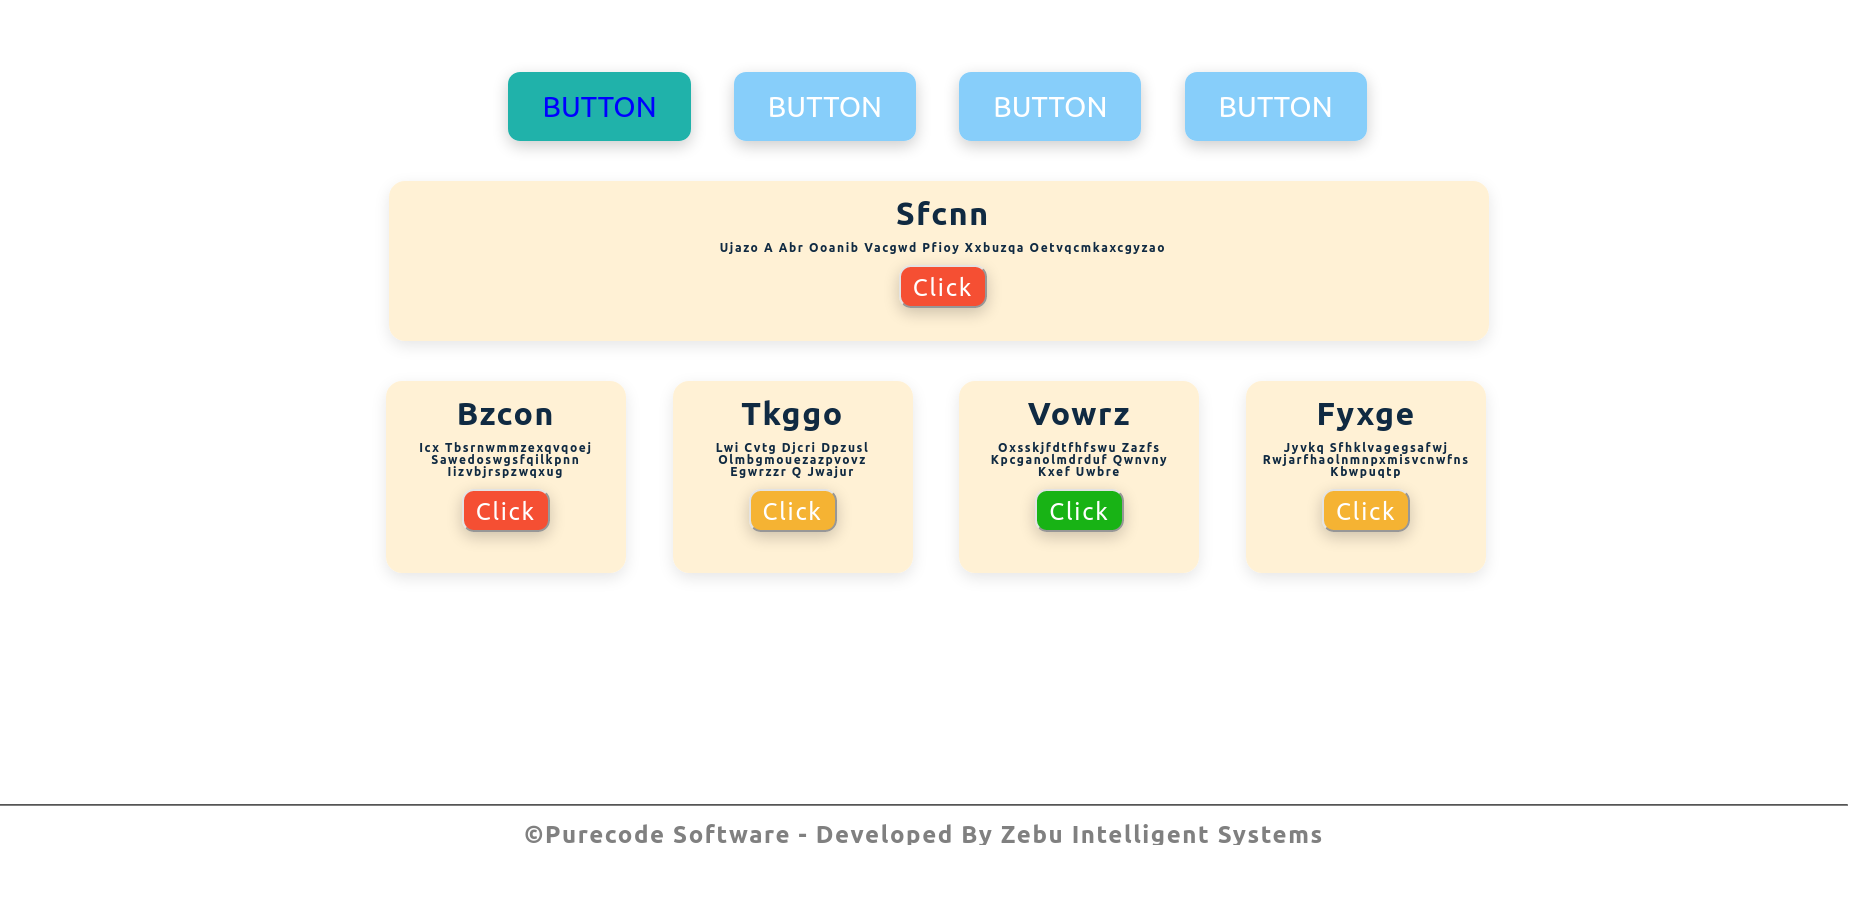 BUTTON BUTTON BUTTON BUTTON
Sfcnn
Ujazo A Abr Ooanib Vacgwd Pfioy Xxbuzqa Oetvqcmkaxcgyzao
Click
Bzcon
Icx Tbsrnwmmzexqvqoej
Sawedoswgsfqilkpnn
Iizvbjrspzwqxug
Click
Tkggo
Lwi Cvtg Djcri Dpzusl
Olmbgmouezazpvovz
Egwrzzr Q Jwajur
Click
Vowrz
Oxsskjfdtfhfswu Zazfs
Kpcganolmdrduf Qwnvny
Kxef Uwbre
Click
Fyxge
Jyvkq Sfhklvagegsafwj
Rwjarfhaolnmnpxmisvcnwfns
Kbwpuqtp
Click
©Purecode Software - Developed By Zebu Intelligent Systems